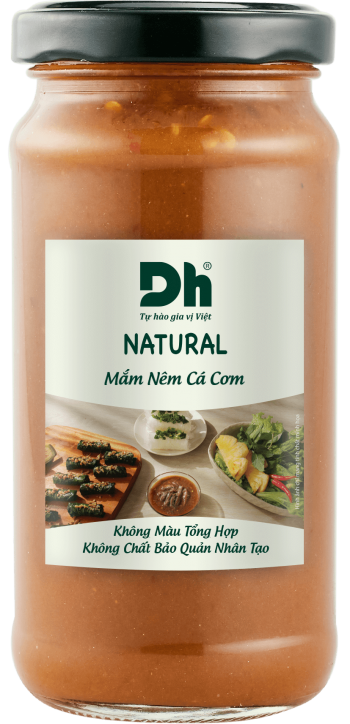 Dh®
Tự hào gia vị Việt
NATURAL
Mắm Nêm Cá Cơm
Không Màu Tổng Hợp
Không Chất Bảo Quản Nhân Tạo